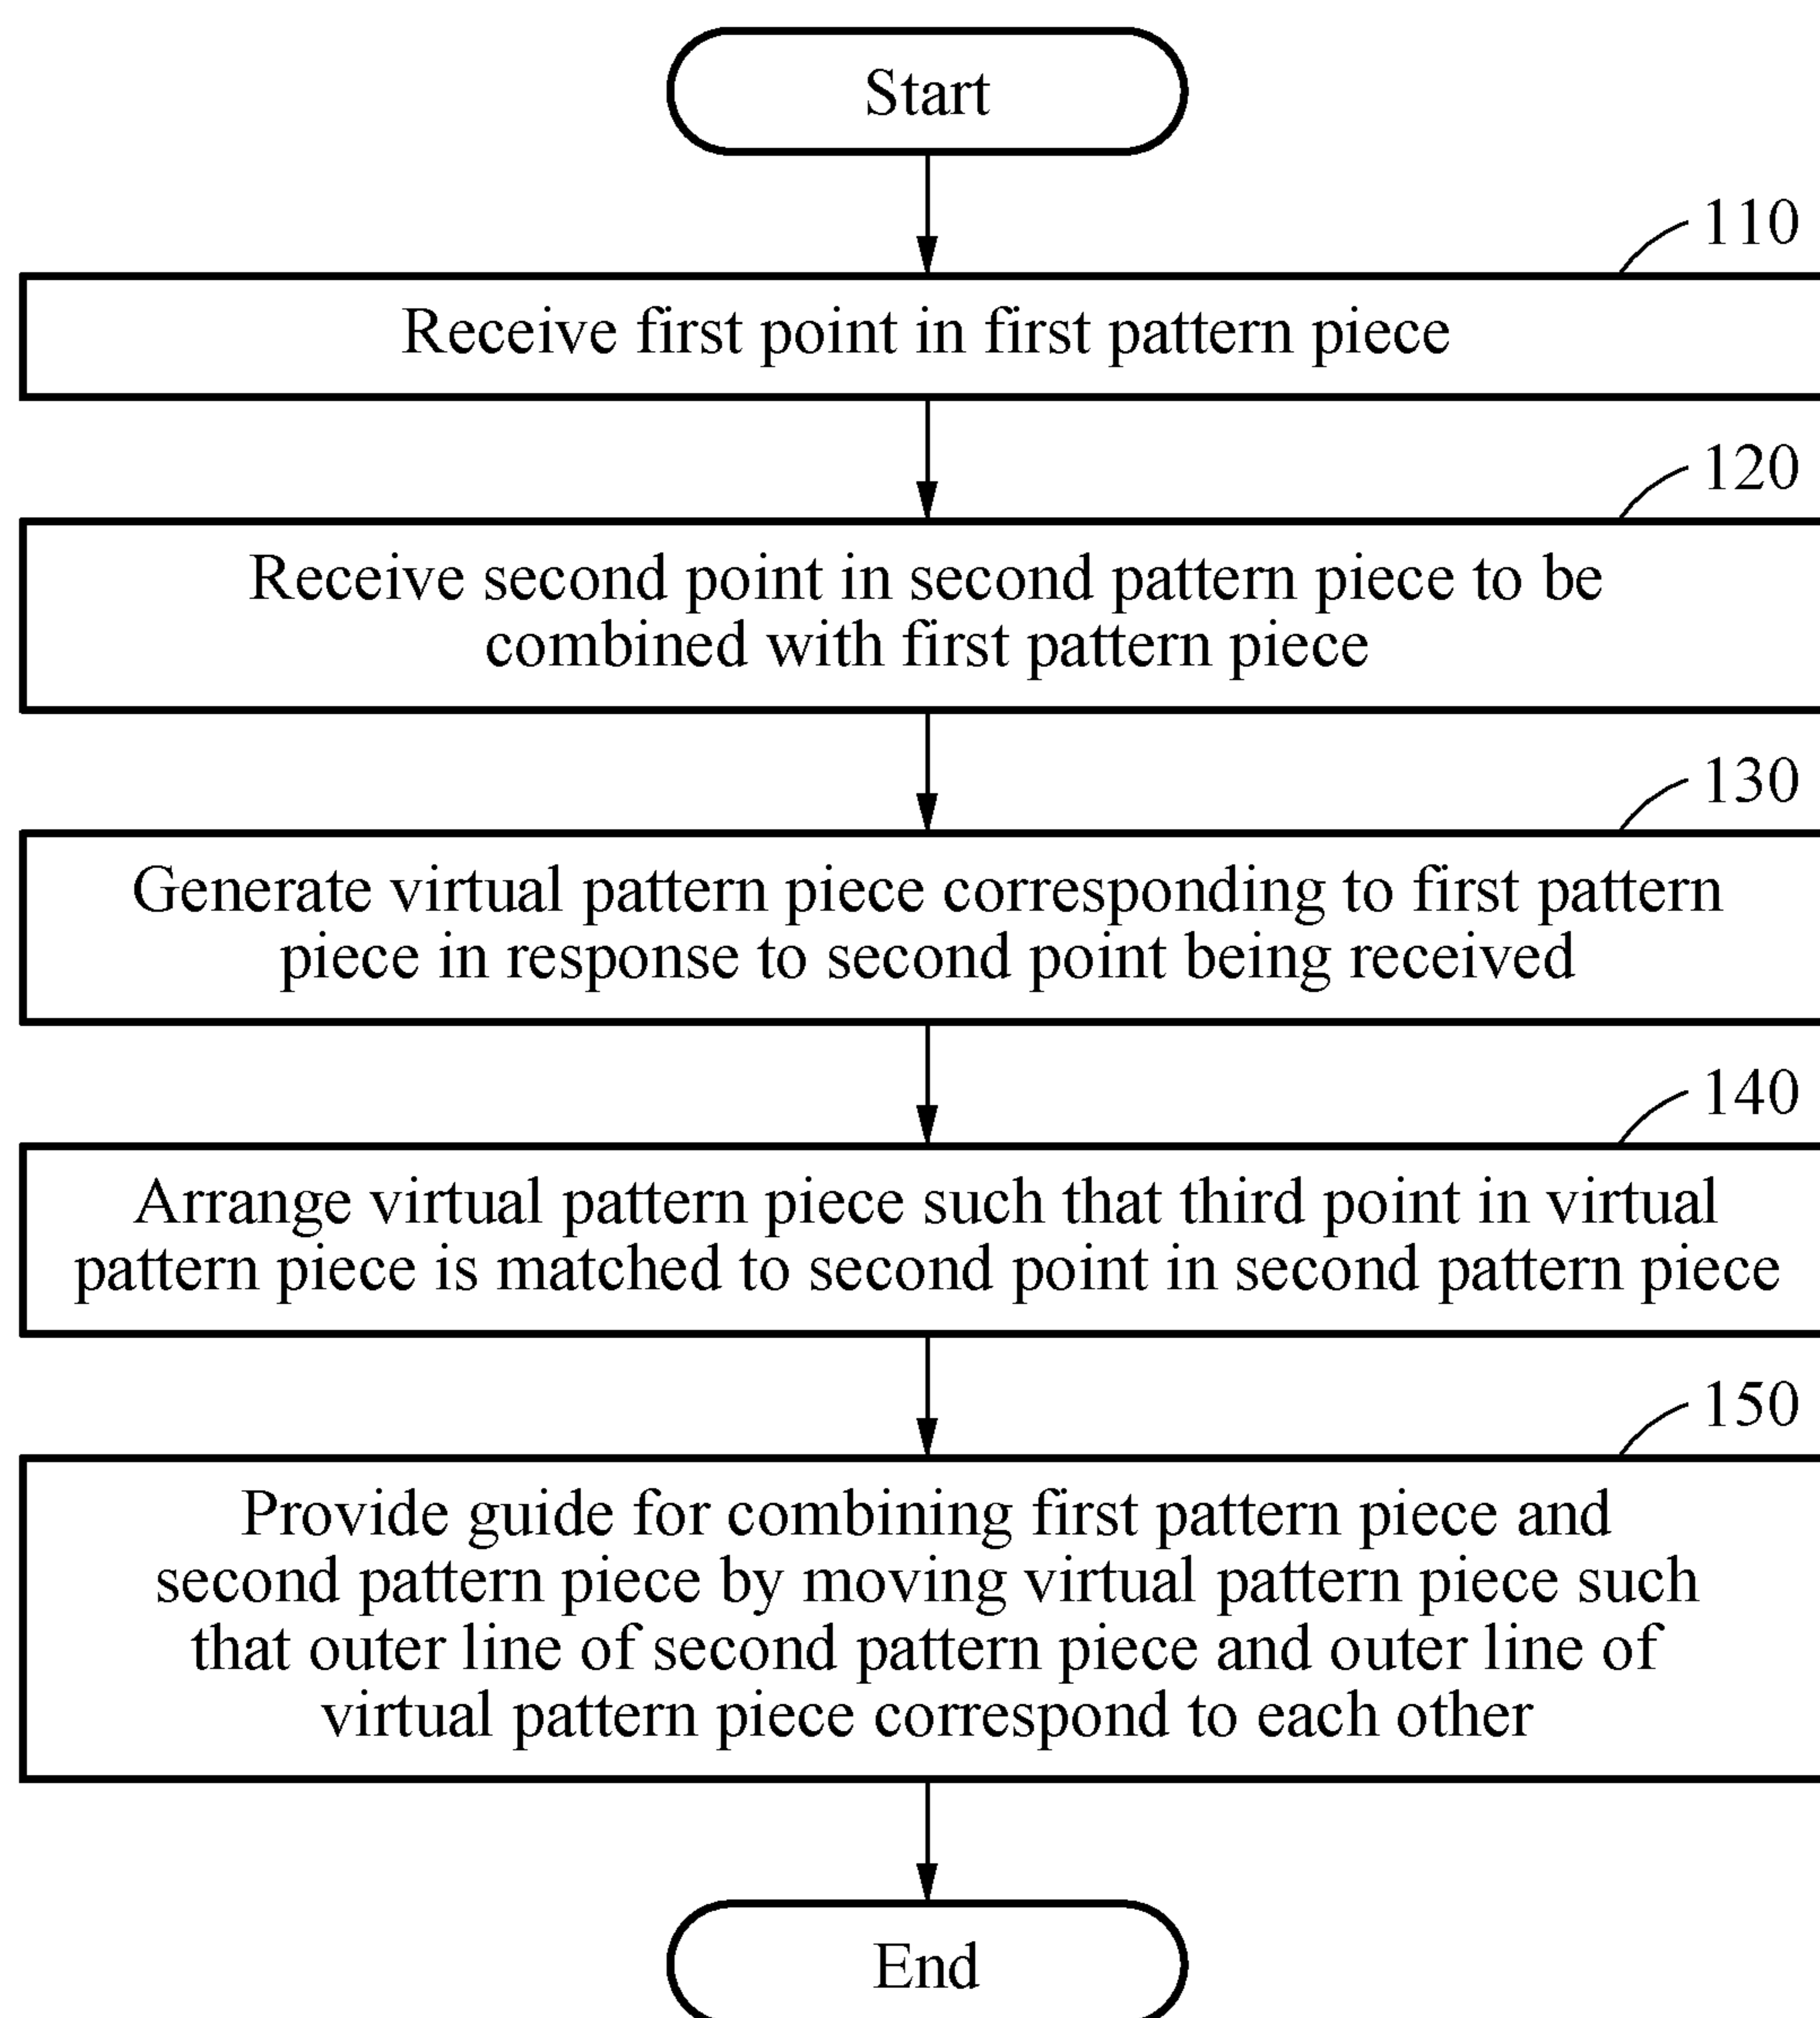 Start
110
Receive first point in first pattern piece
120
Receive second point in second pattern piece to be
combined with first pattern piece
130
Generate virtual pattern piece corresponding to first pattern
piece in response to second point being received
140
Arrange virtual pattern piece such that third point in virtual
pattern piece is matched to second point in second pattern piece
150
Provide guide for combining first pattern piece and
second pattern piece by moving virtual pattern piece such
that outer line of second pattern piece and outer line of
virtual pattern piece correspond to each other
End